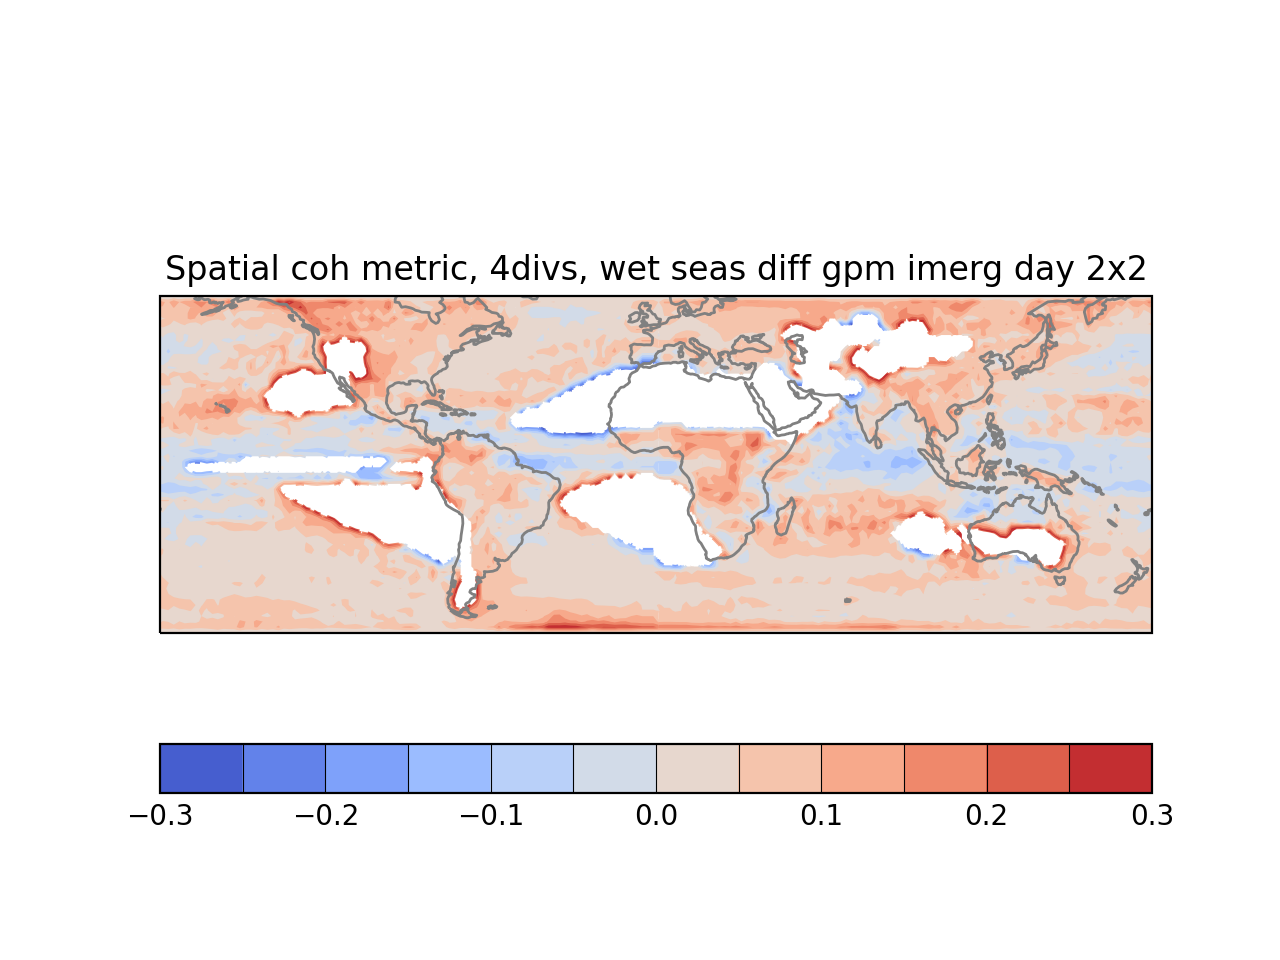 Spatial coh metric, 4divs, wet seas diff gpm imerg day 2x2
−0.3 −0.2 −0.1 0.0 0.1 0.2 0.3